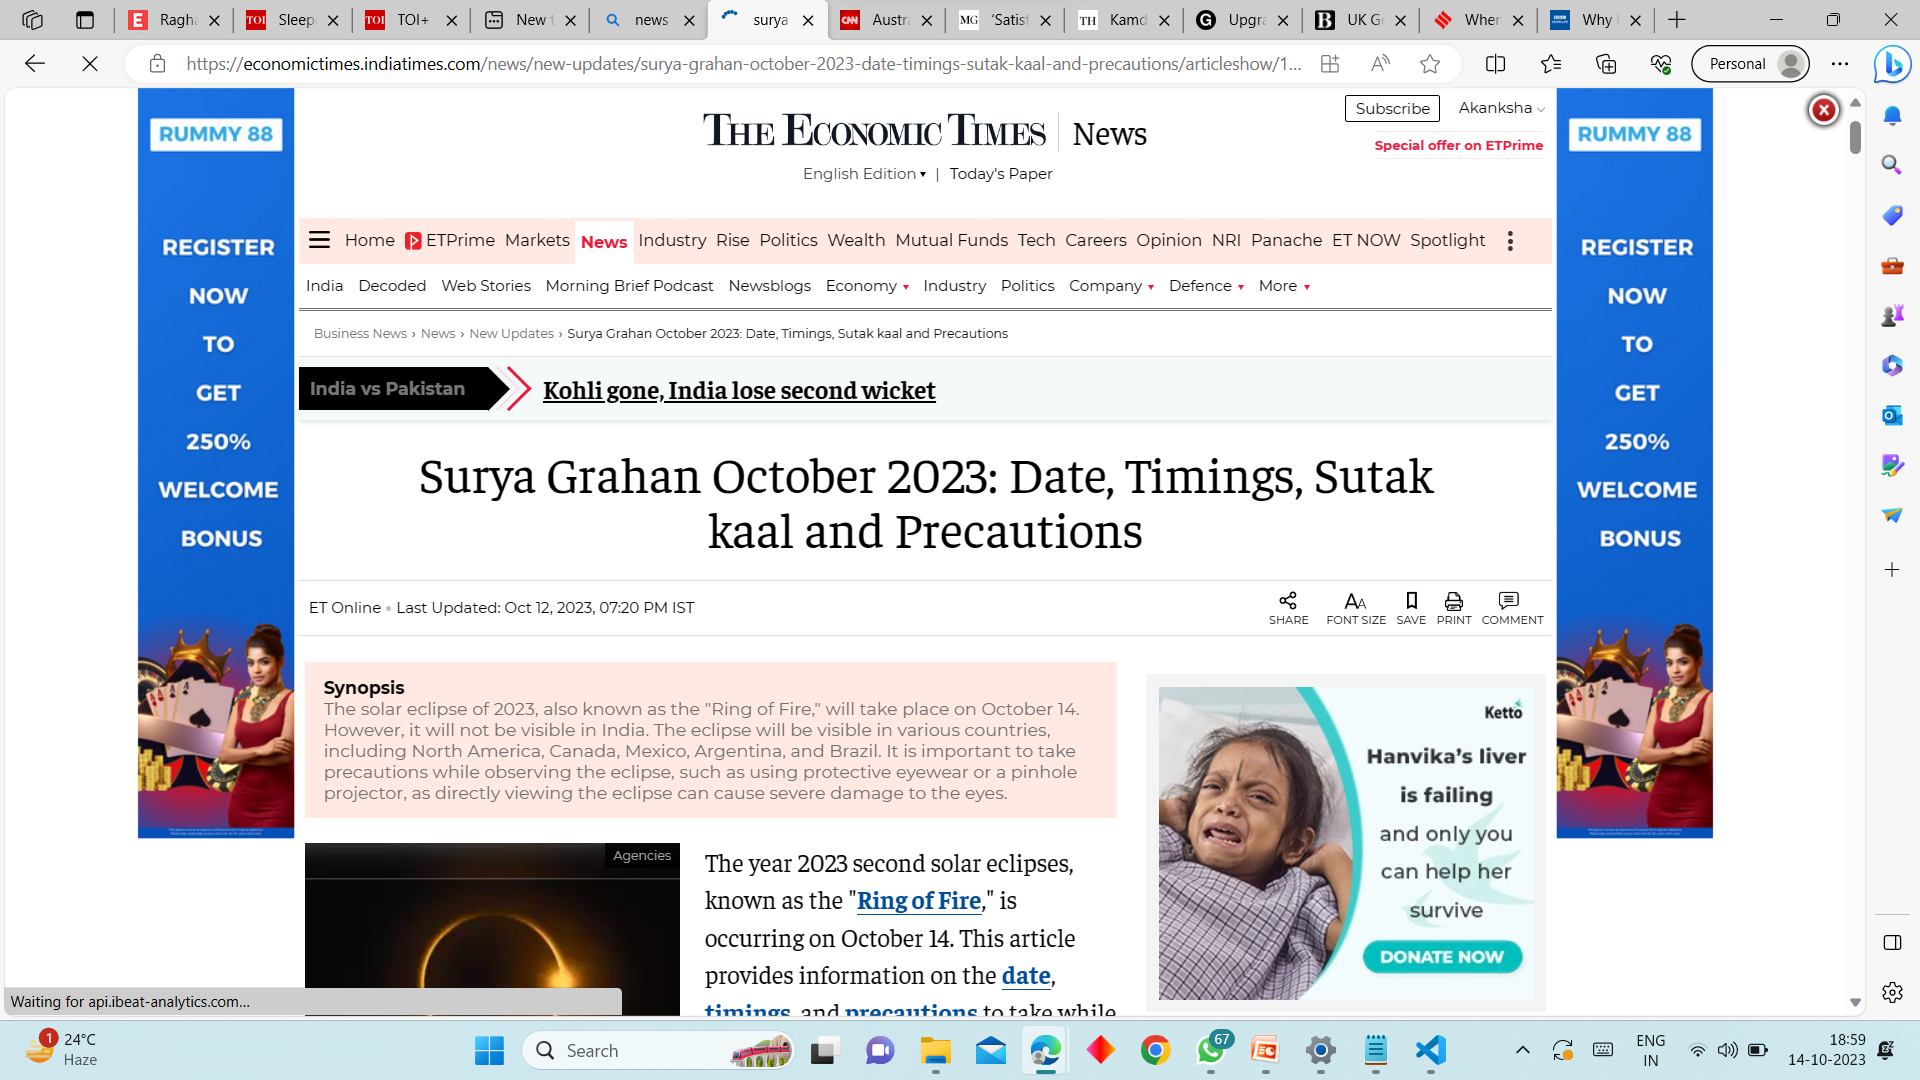 Ragha
Sleep
TOI+
New t
news
surya
Austra
'Satisf
Kamd
Upgra
UK Ge
When
Why
https://economictimes.indiatimes.com/news/new-updates/surya-grahan-october-2023-date-timings-sutak-kaal-and-precautions/articleshow/1...
Personal
THE ECONOMIC TIMES News
Subscribe
Akanksha
Special offer on ETPrime
English Edition | Today's Paper
Home ETPrime Markets News Industry Rise Politics Wealth Mutual Funds Tech Careers Opinion NRI Panache ET NOW Spotlight
India Decoded Web Stories Morning Brief Podcast Newsblogs Economy Industry Politics Company Defence More
Business News › News › New Updates › Surya Grahan October 2023: Date, Timings, Sutak kaal and Precautions
India vs Pakistan
Kohli gone, India lose second wicket
Surya Grahan October 2023: Date, Timings, Sutak
kaal and Precautions
ET Online • Last Updated: Oct 12, 2023, 07:20 PM IST
SHARE
FONT SIZE
SAVE
PRINT
COMMENT
Synopsis
The solar eclipse of 2023, also known as the "Ring of Fire," will take place on October 14.
However, it will not be visible in India. The eclipse will be visible in various countries,
including North America, Canada, Mexico, Argentina, and Brazil. It is important to take
precautions while observing the eclipse, such as using protective eyewear or a pinhole
projector, as directly viewing the eclipse can cause severe damage to the eyes.
Agencies
The year 2023 second solar eclipses,
known as the "Ring of Fire," is
occurring on October 14. This article
provides information on the date,
timings, and precautions to take while
RUMMY 88
REGISTER
NOW
TO
GET
250%
WELCOME
BONUS
RUMMY 88
REGISTER
NOW
TO
GET
250%
WELCOME
BONUS
Ketto
Hanvika's liver
is failing
and only you
can help her
survive
DONATE NOW
Waiting for api.ibeat-analytics.com...
1
24°C
Haze
Search
67
ENG
IN
18:59
14-10-2023